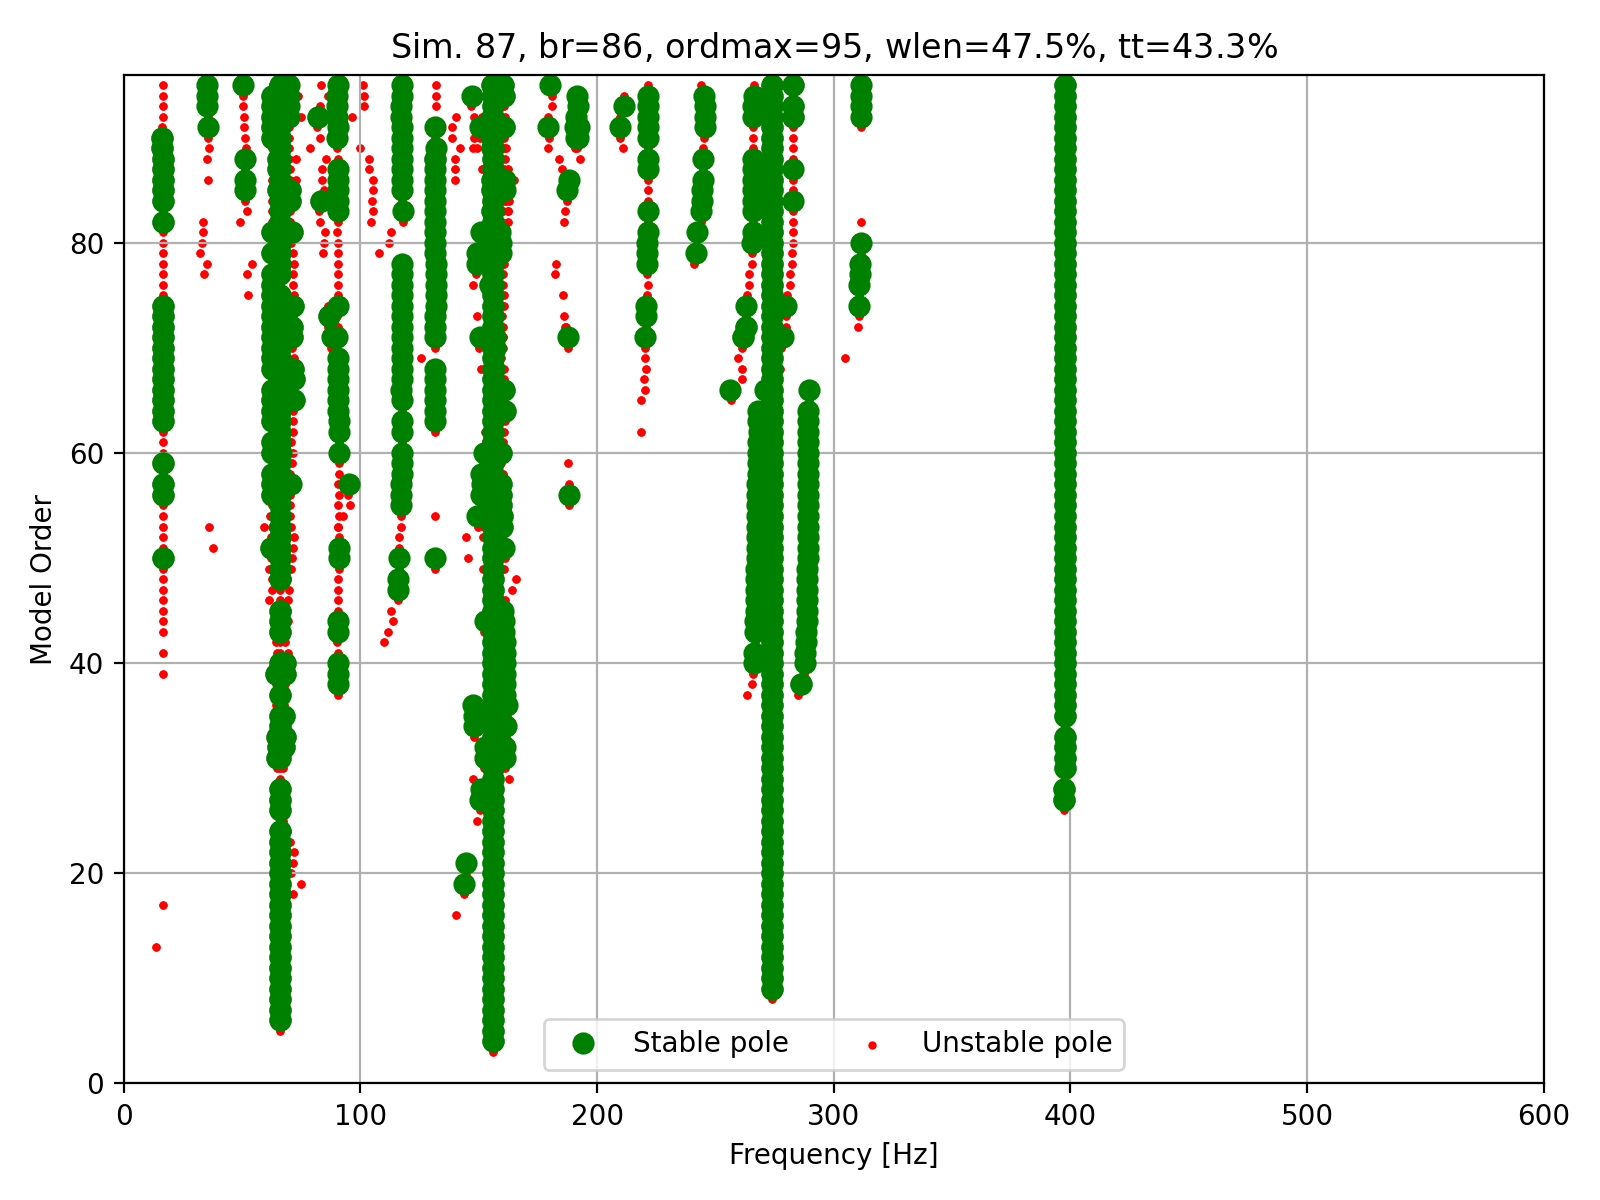 Sim. 87, br=86, ordmax=95, wlen=47.5%, tt=43.3%
Model Order
80
60
40
20
0
Stable pole
Unstable pole
0 100 200 300 400 500 600
Frequency [Hz]